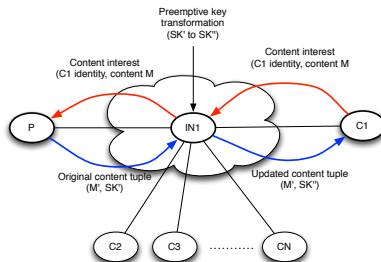 Preemptive key
transformation
(SK' to SK'')
Content interest
(C1 identity, content M
Content interest
(C1 identity, content M
P
IN1
C1
Original content tuple
(M', SK')
Updated content tuple
(M', SK'')
C2
C3
...........
CN